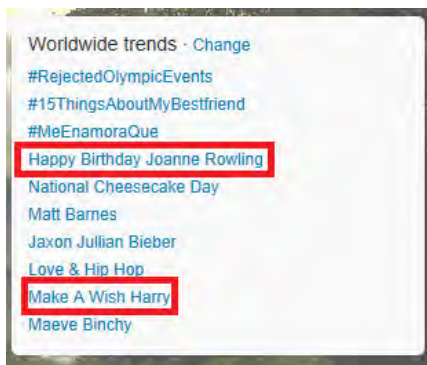 Worldwide trends · Change
#RejectedOlympicEvents
#15ThingsAboutMyBestfriend
#MeEnamoraQue
Happy Birthday Joanne Rowling
National Cheesecake Day
Matt Barnes
Jaxon Jullian Bieber
Love & Hip Hop
Make A Wish Harry
Maeve Binchy